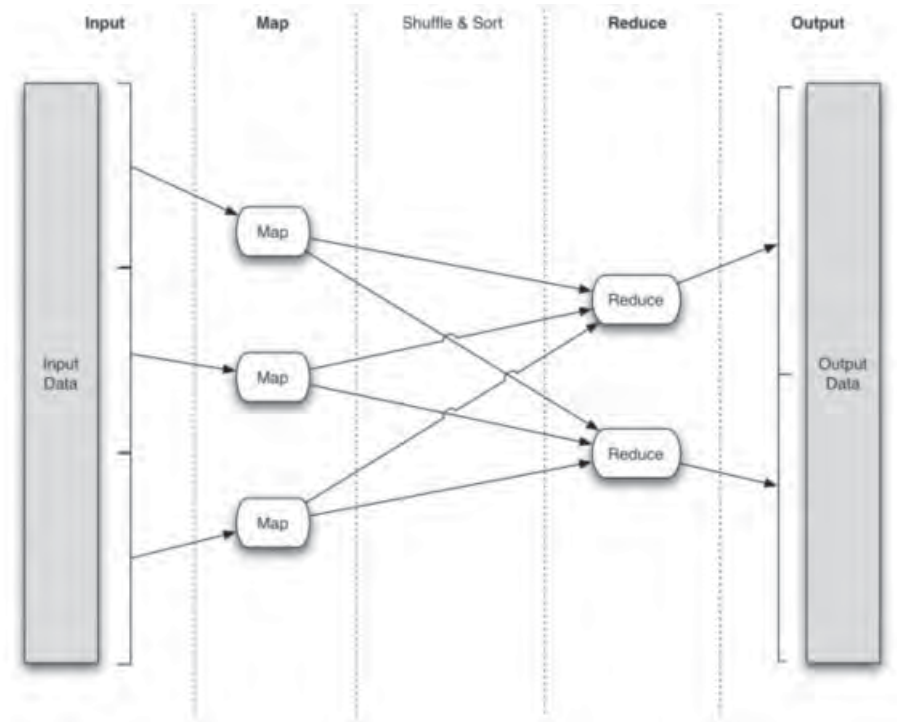 Input
Map
Shuffle & Sort
Reduce
Output
Map
Reduce
Input
Data
Map
Output
Data
Reduce
Map